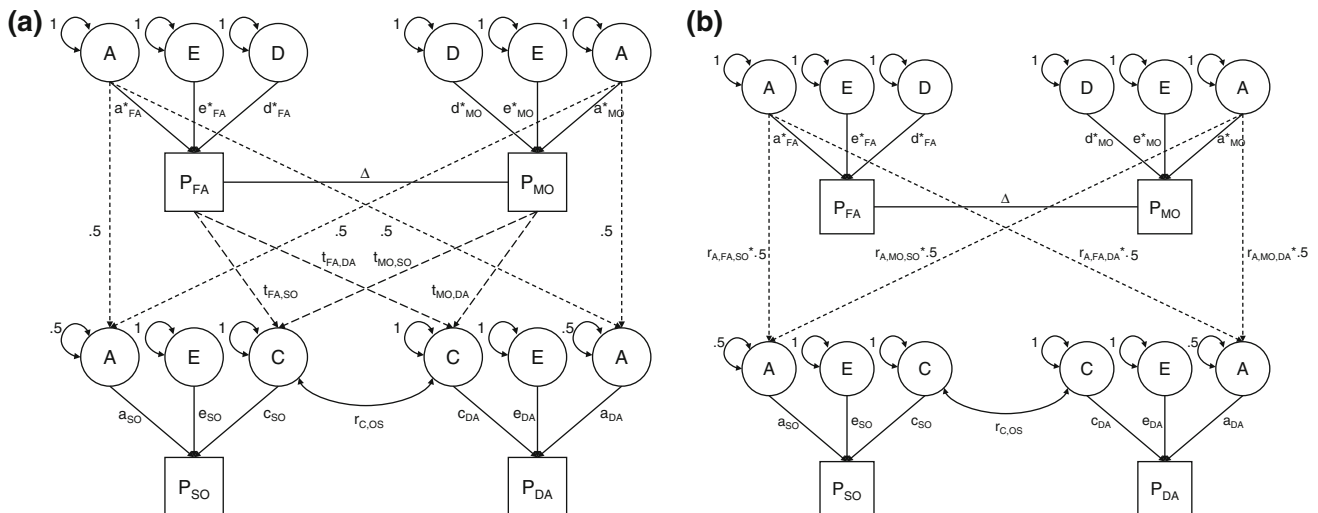 (a)
1 A 1 E 1 D
1 D 1 E 1 A
a*FA e*FA d*FA
d*MO e*MO a*MO
PFA Δ PMO
.5 .5 .5 .5
tFA,DA tMO,SO
tFA,SO tMO,DA
.5 A 1 E 1 C
1 C 1 E .5 A
aSO eSO cSO
rC,OS
cDA eDA aDA
PSO PDA
(b)
1 A 1 E 1 D
1 D 1 E 1 A
a*FA e*FA d*FA
d*MO e*MO a*MO
PFA Δ PMO
rA,FA,SO*.5 rA,MO,SO*.5 rA,FA,DA*.5 rA,MO,DA*.5
.5 A 1 E 1 C
1 C 1 E .5 A
aSO eSO cSO
rC,OS
cDA eDA aDA
PSO PDA